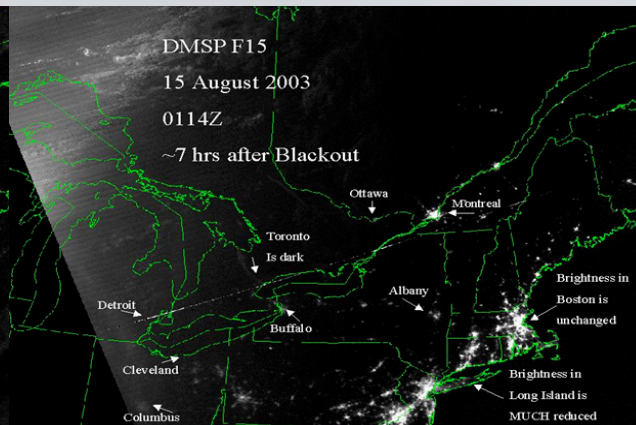 DMSP F15
15 August 2003
0114Z
~7 hrs after Blackout
Ottawa
Montreal
Toronto
Is dark
Detroit
Buffalo
Albany
Brightness in
Boston is
unchanged
Cleveland
Brightness in
Long Island is
MUCH reduced
Columbus